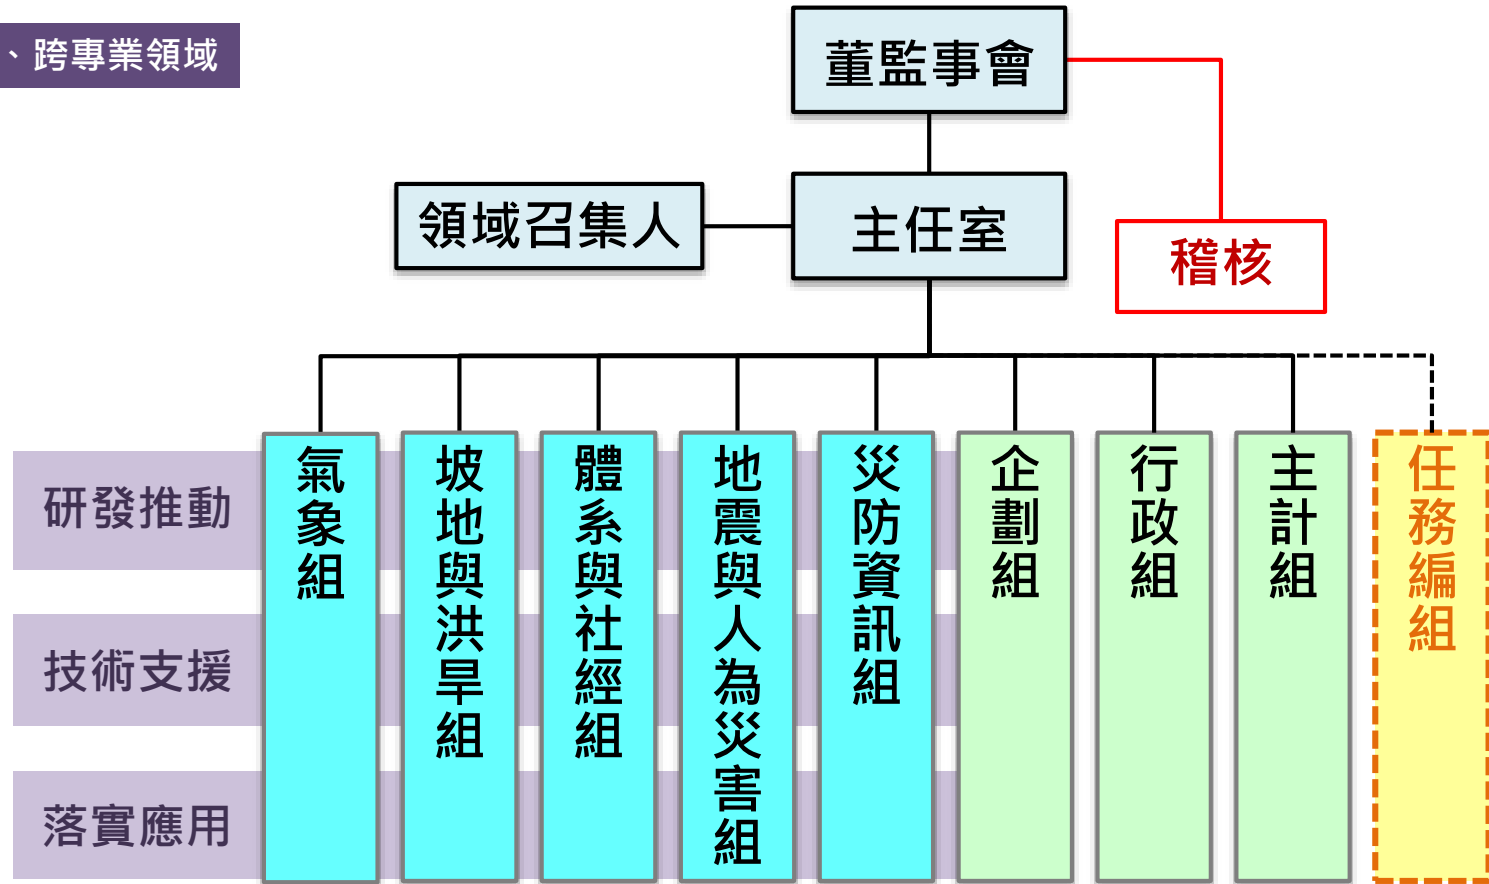 、跨專業領域
董監事會
領域召集人
主任室
稽核
研發推動
技術支援
落實應用
氣象組
坡地與洪旱組
體系與社經組
地震與人為災害組
災防資訊組
企劃組
行政組
主計組
任務編組